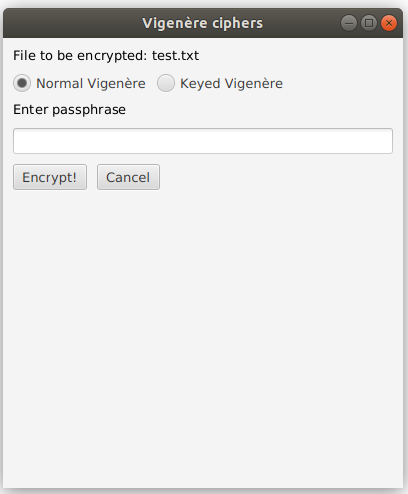 Vigenère ciphers
File to be encrypted: test.txt
Normal Vigenère Keyed Vigenère
Enter passphrase
Encrypt! Cancel